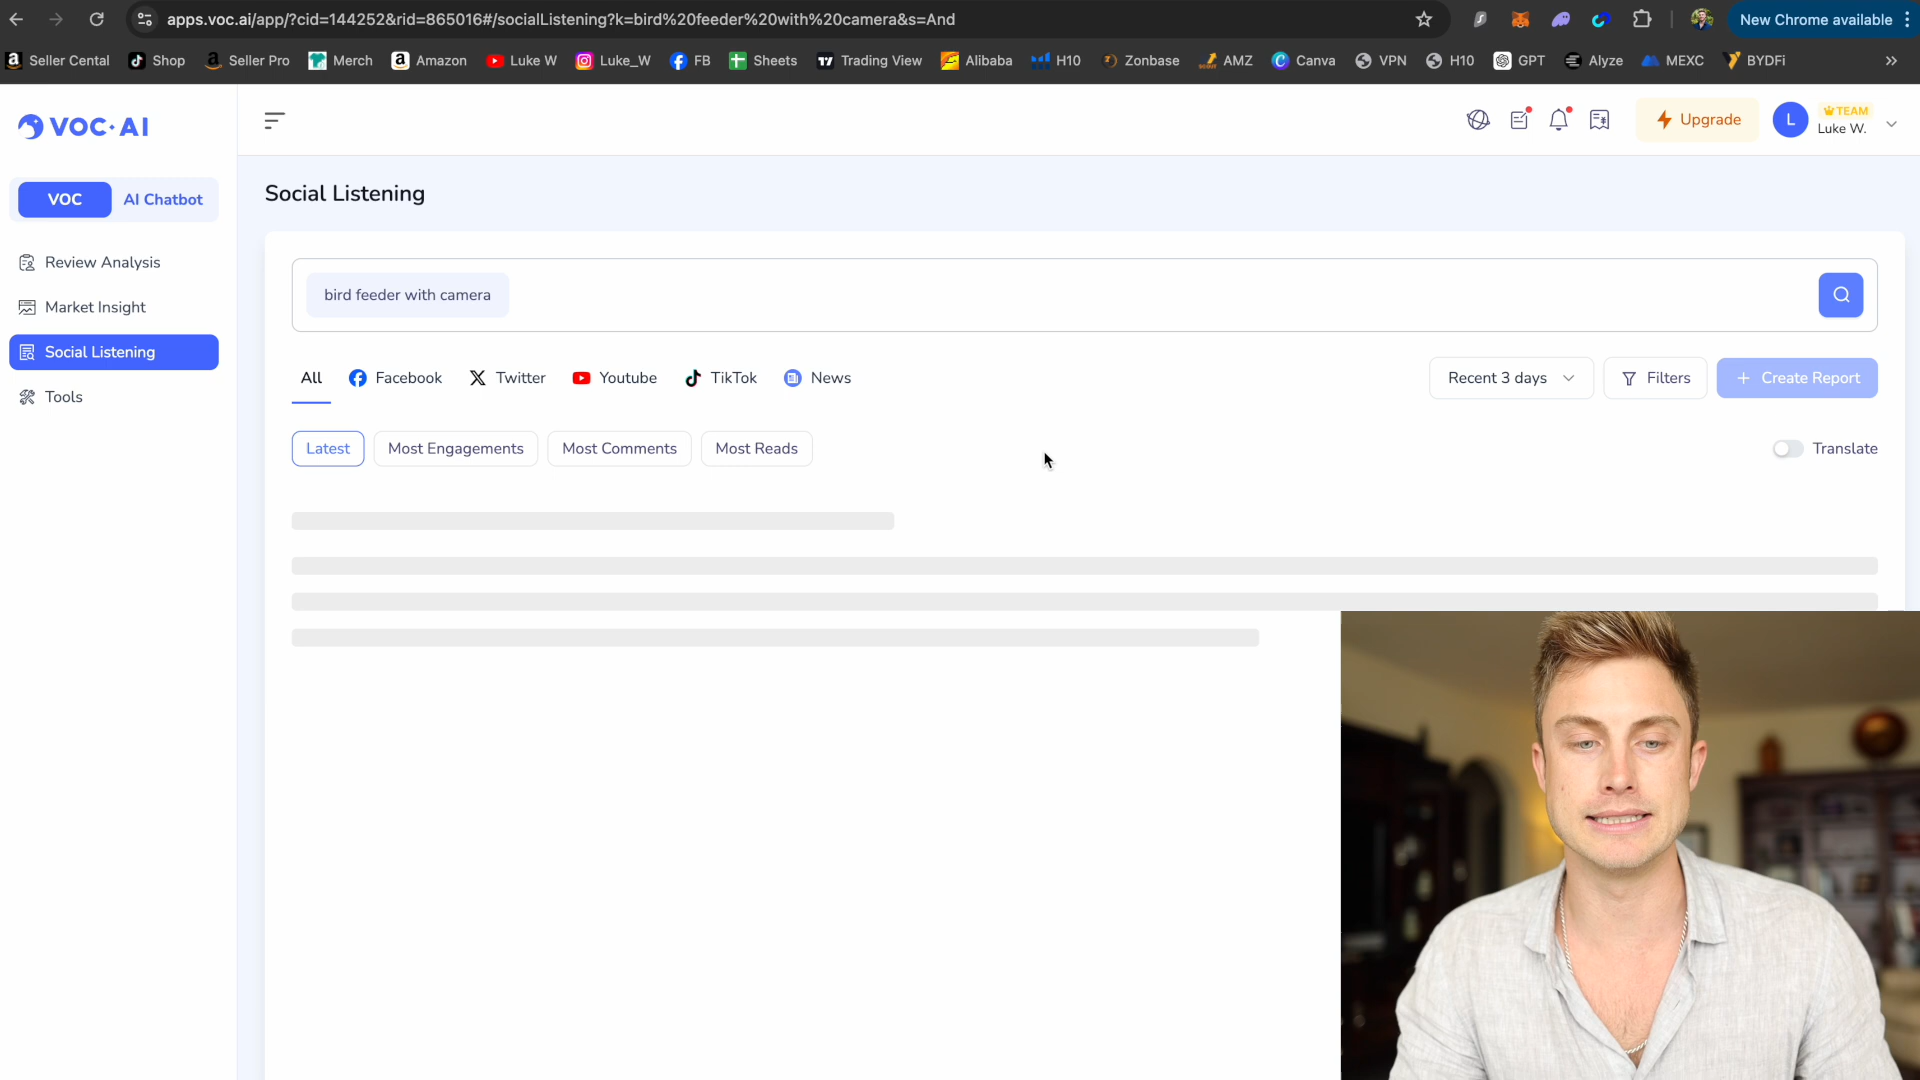 apps.voc.ai/app/?cid=144252&rid=865016#/socialListening?k=bird%20feeder%20with%20camera&s=And
New Chrome available
Seller Cental
Shop
Seller Pro
Merch
Amazon
Luke W
Luke_W
FB
Sheets
Trading View
Alibaba
H10
Zonbase
AMZ
Canva
VPN
H10
GPT
Alyze
MEXC
BYDFi
VOC·AI
Upgrade
L
TEAM
Luke W.
VOC
AI Chatbot
Review Analysis
Market Insight
Social Listening
Tools
Social Listening
bird feeder with camera
All
Facebook
Twitter
Youtube
TikTok
News
Recent 3 days
Filters
+ Create Report
Latest
Most Engagements
Most Comments
Most Reads
Translate